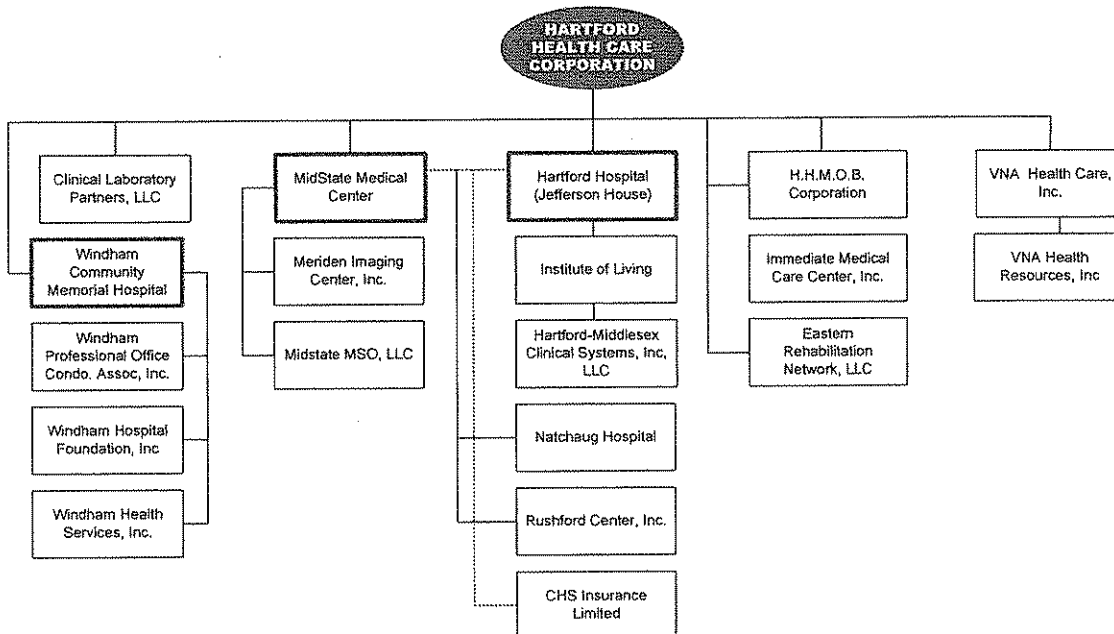 HARTFORD
HEALTH CARE
CORPORATION
Clinical Laboratory
Partners, LLC
MidState Medical
Center
Hartford Hospital
(Jefferson House)
H.H.M.O.B.
Corporation
VNA Health Care,
Inc.
Windham
Community
Memorial Hospital
Meriden Imaging
Center, Inc.
Institute of Living
Immediate Medical
Care Center, Inc.
VNA Health
Resources, Inc
Windham
Professional Office
Condo. Assoc, Inc.
Midstate MSO, LLC
Hartford-Middlesex
Clinical Systems, Inc,
LLC
Eastern
Rehabilitation
Network, LLC
Windham Hospital
Foundation, Inc
Natchaug Hospital
Windham Health
Services, Inc.
Rushford Center, Inc.
CHS Insurance
Limited